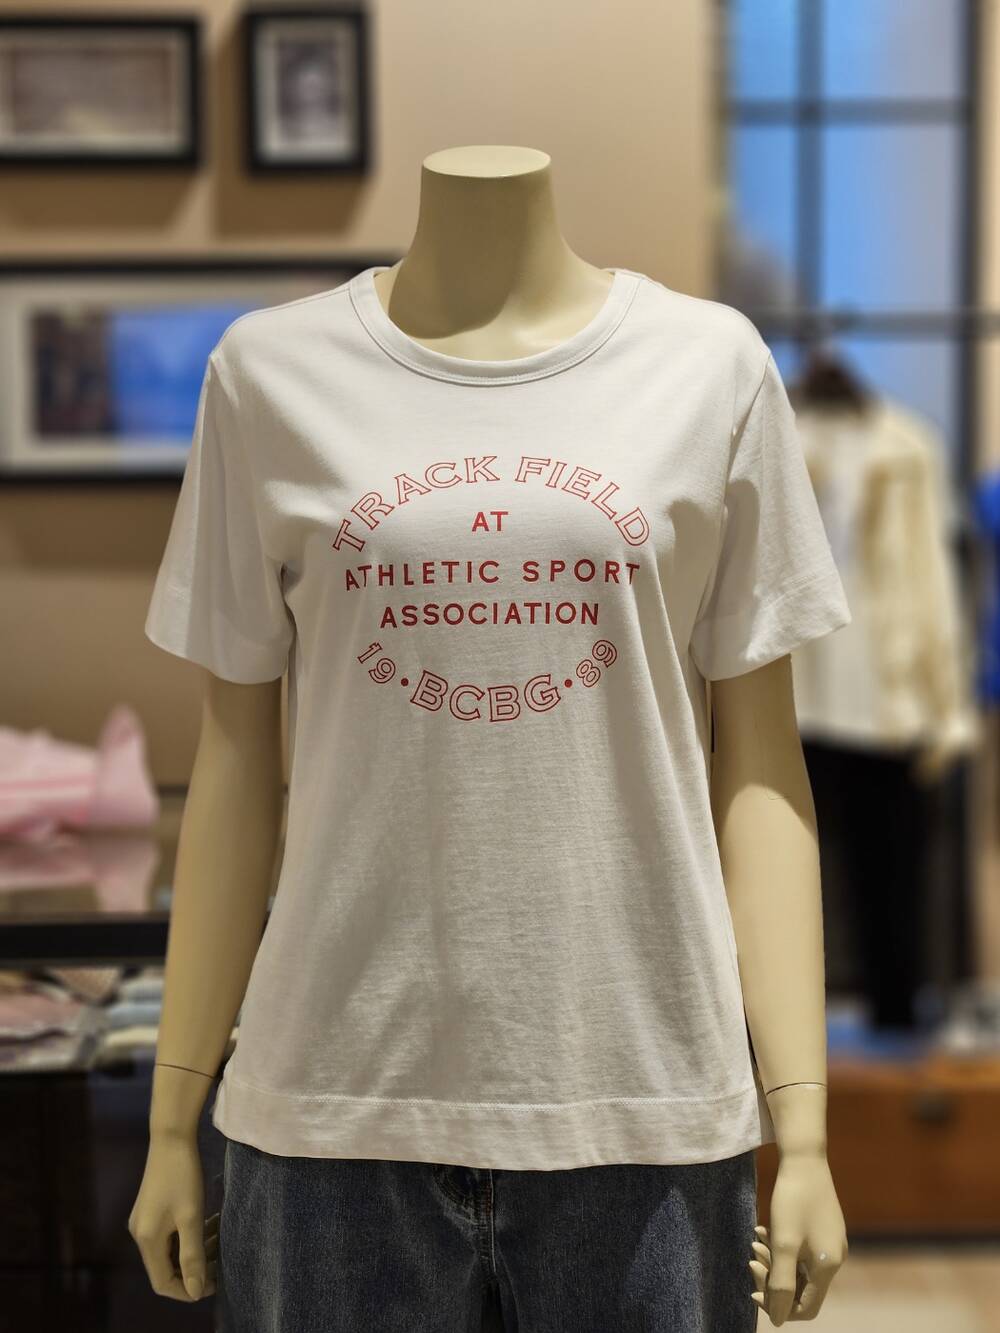 TRACK FIELD
AT
ATHLETIC SPORT
ASSOCIATION
19·BCBG·89